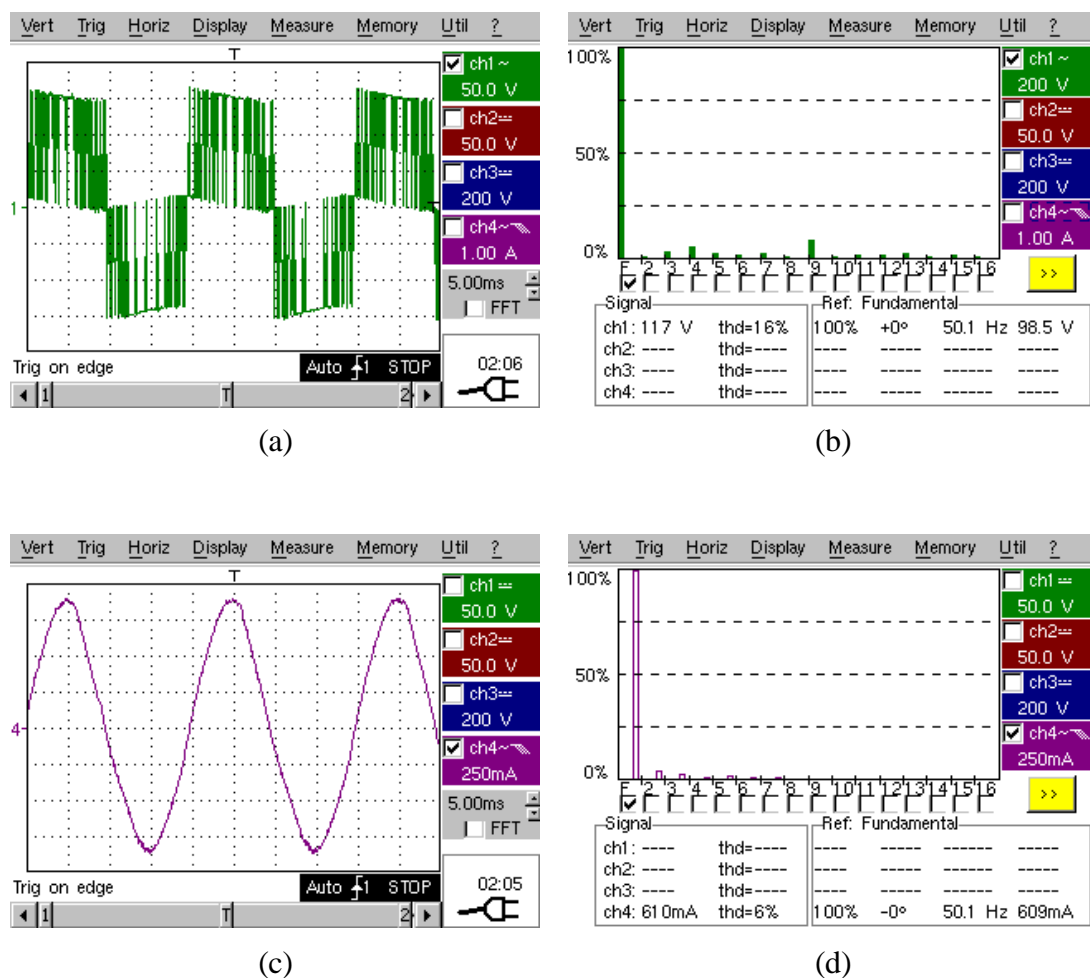 Vert Trig Horiz Display Measure Memory Util ?
T
ch1 ~
50.0 V
ch2
50.0 V
ch3
200 V
ch4~
1.00 A
5.00ms
FFT
1
Trig on edge
Auto 1 STOP
02:06
1 T 2
(a)
Vert Trig Horiz Display Measure Memory Util ?
100%
50%
0%
F 2 3 4 5 6 7 8 9 10 11 12 13 14 15 16
ch1 ~
200 V
ch2
50.0 V
ch3
200 V
ch4~
1.00 A
>>
Signal
ch1: 117 V thd=16%
ch2: ---- thd=----
ch3: ---- thd=----
ch4: ---- thd=----
Ref: Fundamental
100% +0° 50.1 Hz 98.5 V
---- ---- ------ -----
---- ---- ------ -----
---- ---- ------ -----
(b)
Vert Trig Horiz Display Measure Memory Util ?
T
ch1
50.0 V
ch2
50.0 V
ch3
200 V
ch4~
250mA
5.00ms
FFT
4
Trig on edge
Auto 1 STOP
02:05
1 T 2
(c)
Vert Trig Horiz Display Measure Memory Util ?
100%
50%
0%
F 2 3 4 5 6 7 8 9 10 11 12 13 14 15 16
ch1
50.0 V
ch2
50.0 V
ch3
200 V
ch4~
250mA
>>
Signal
ch1: ---- thd=----
ch2: ---- thd=----
ch3: ---- thd=----
ch4: 610mA thd=6%
Ref: Fundamental
---- ---- ------ -----
---- ---- ------ -----
---- ---- ------ -----
100% -0° 50.1 Hz 609mA
(d)